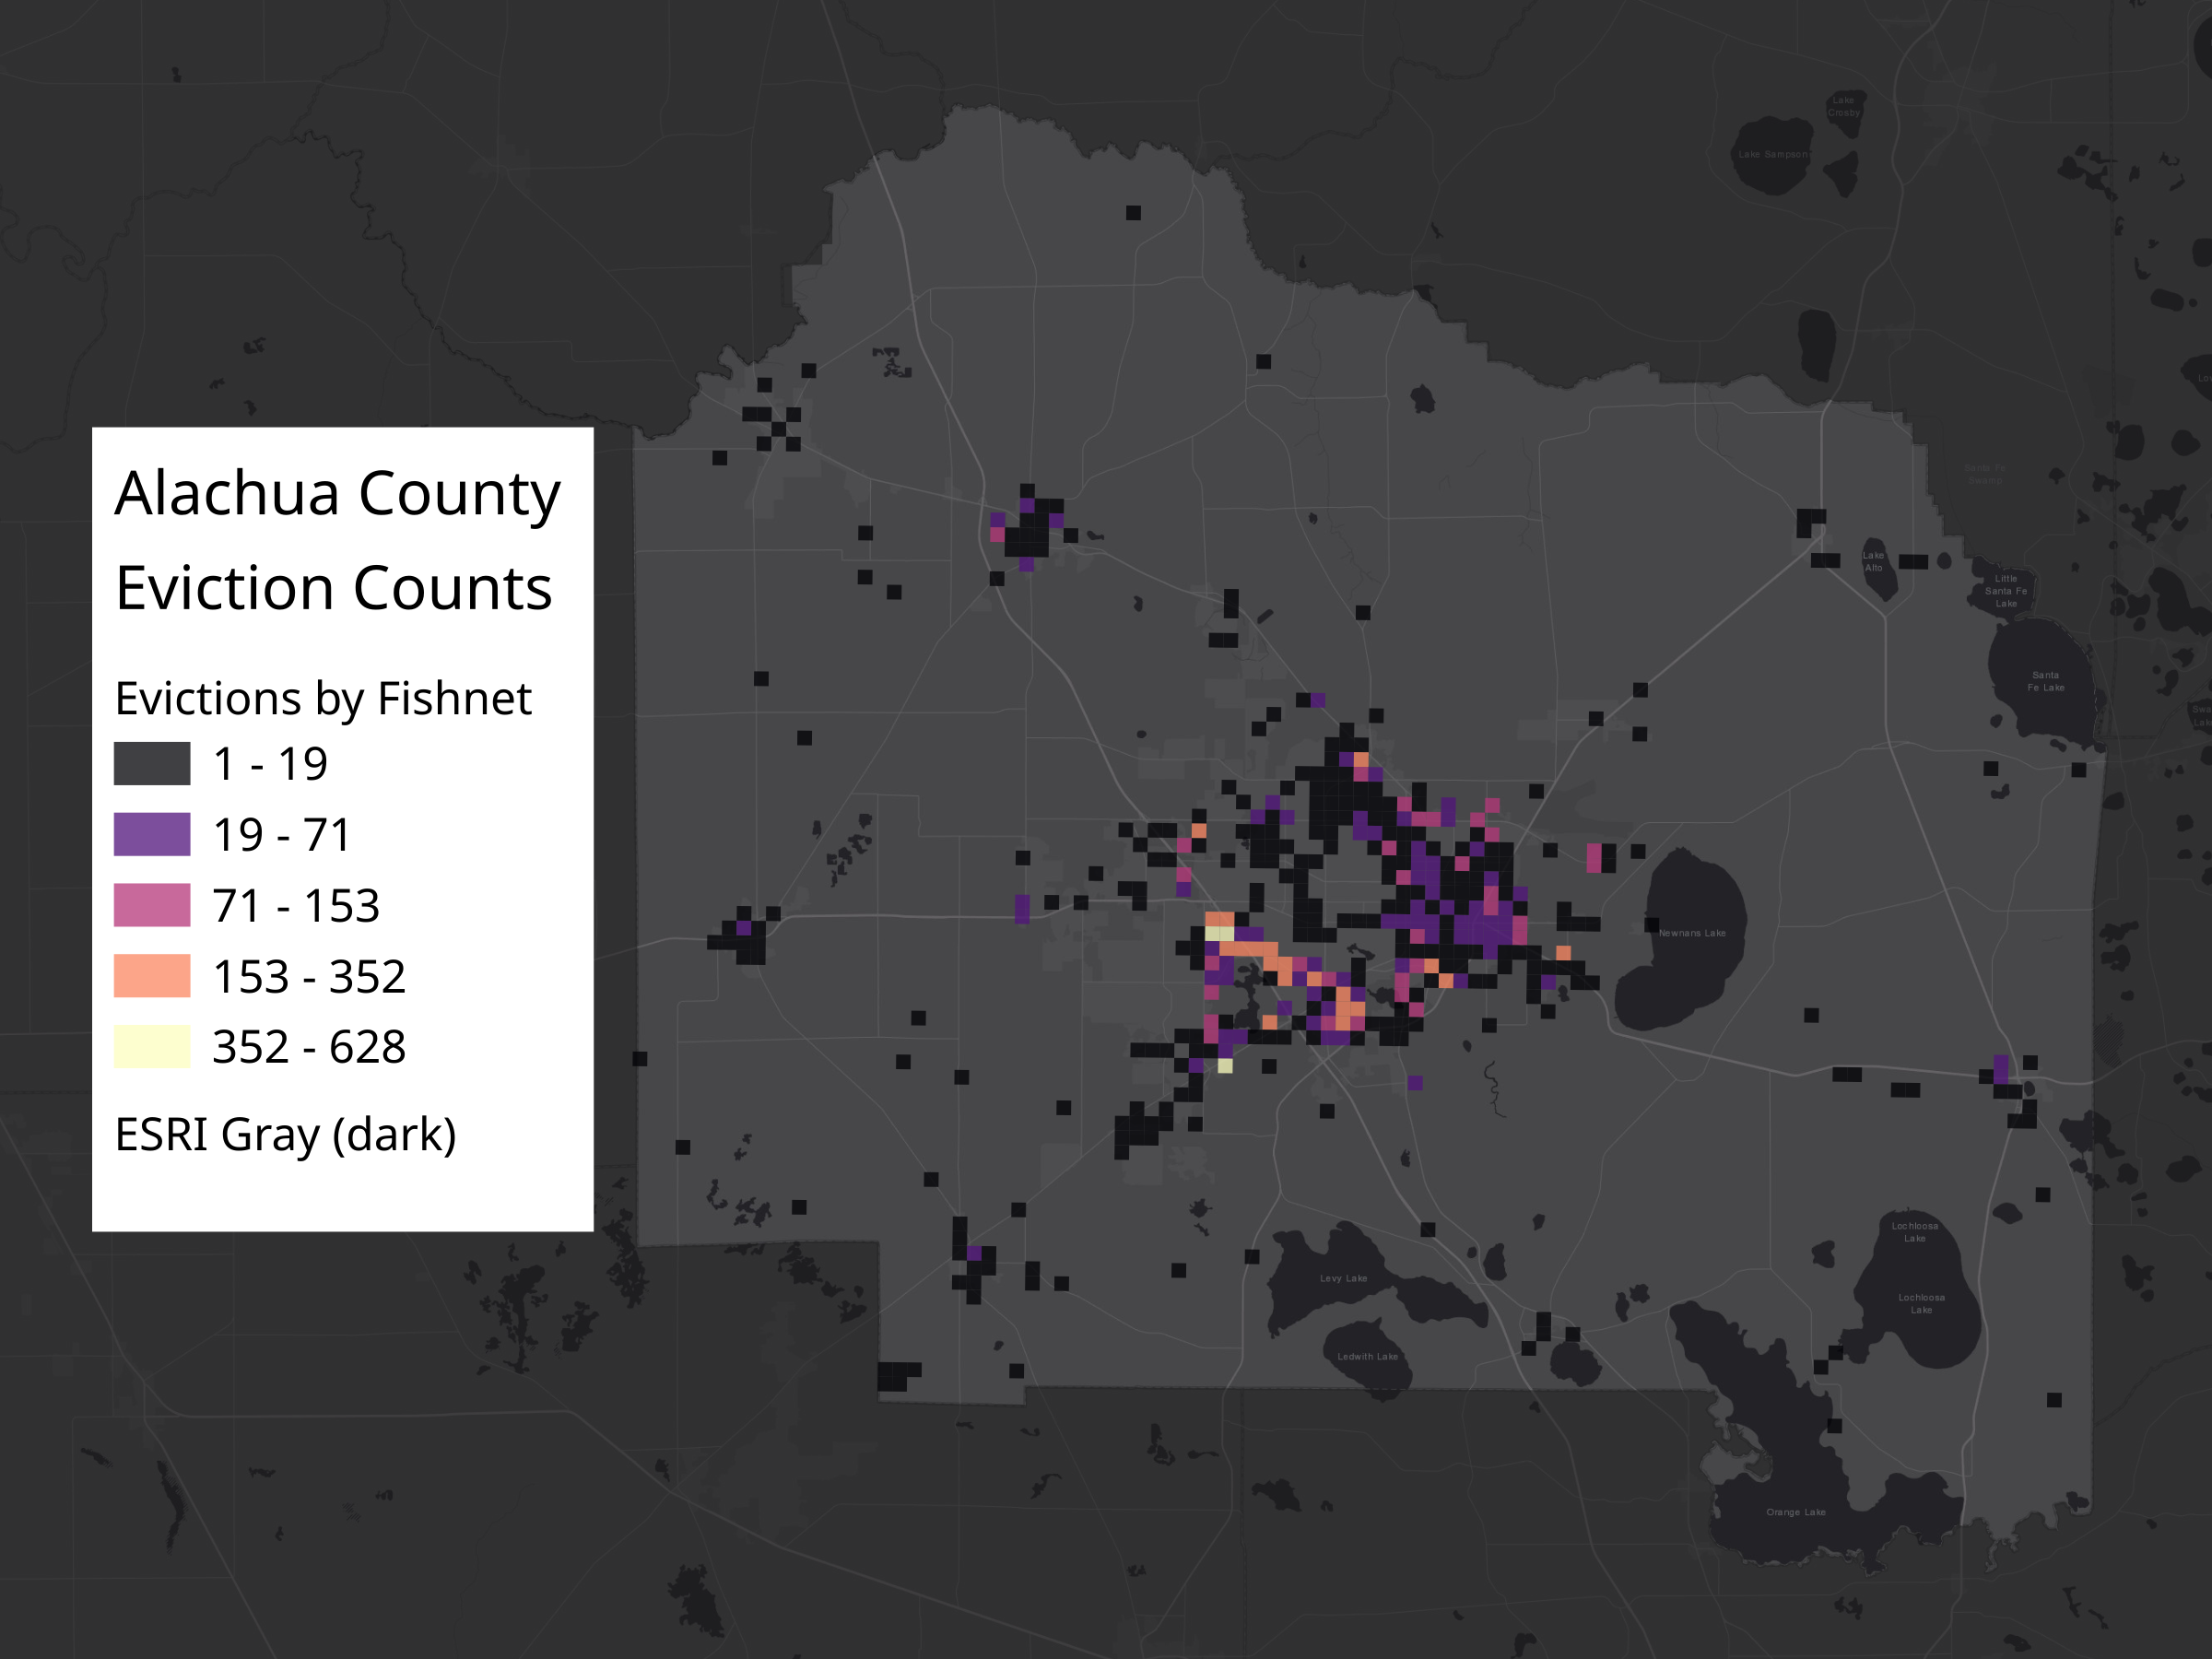 Alachua County
Eviction Counts
Evictions by Fishnet
1 - 19
19 - 71
71 - 153
153 - 352
352 - 628
ESRI Gray (dark)
Lake
Crosby
Lake Sampson
Santa Fe
Swamp
Lake
Alto
Little
Santa Fe
Lake
Santa
Fe Lake
Newnans Lake
Lochloosa
Lake
Levy Lake
Lochloosa
Lake
Ledwith Lake
Orange Lake